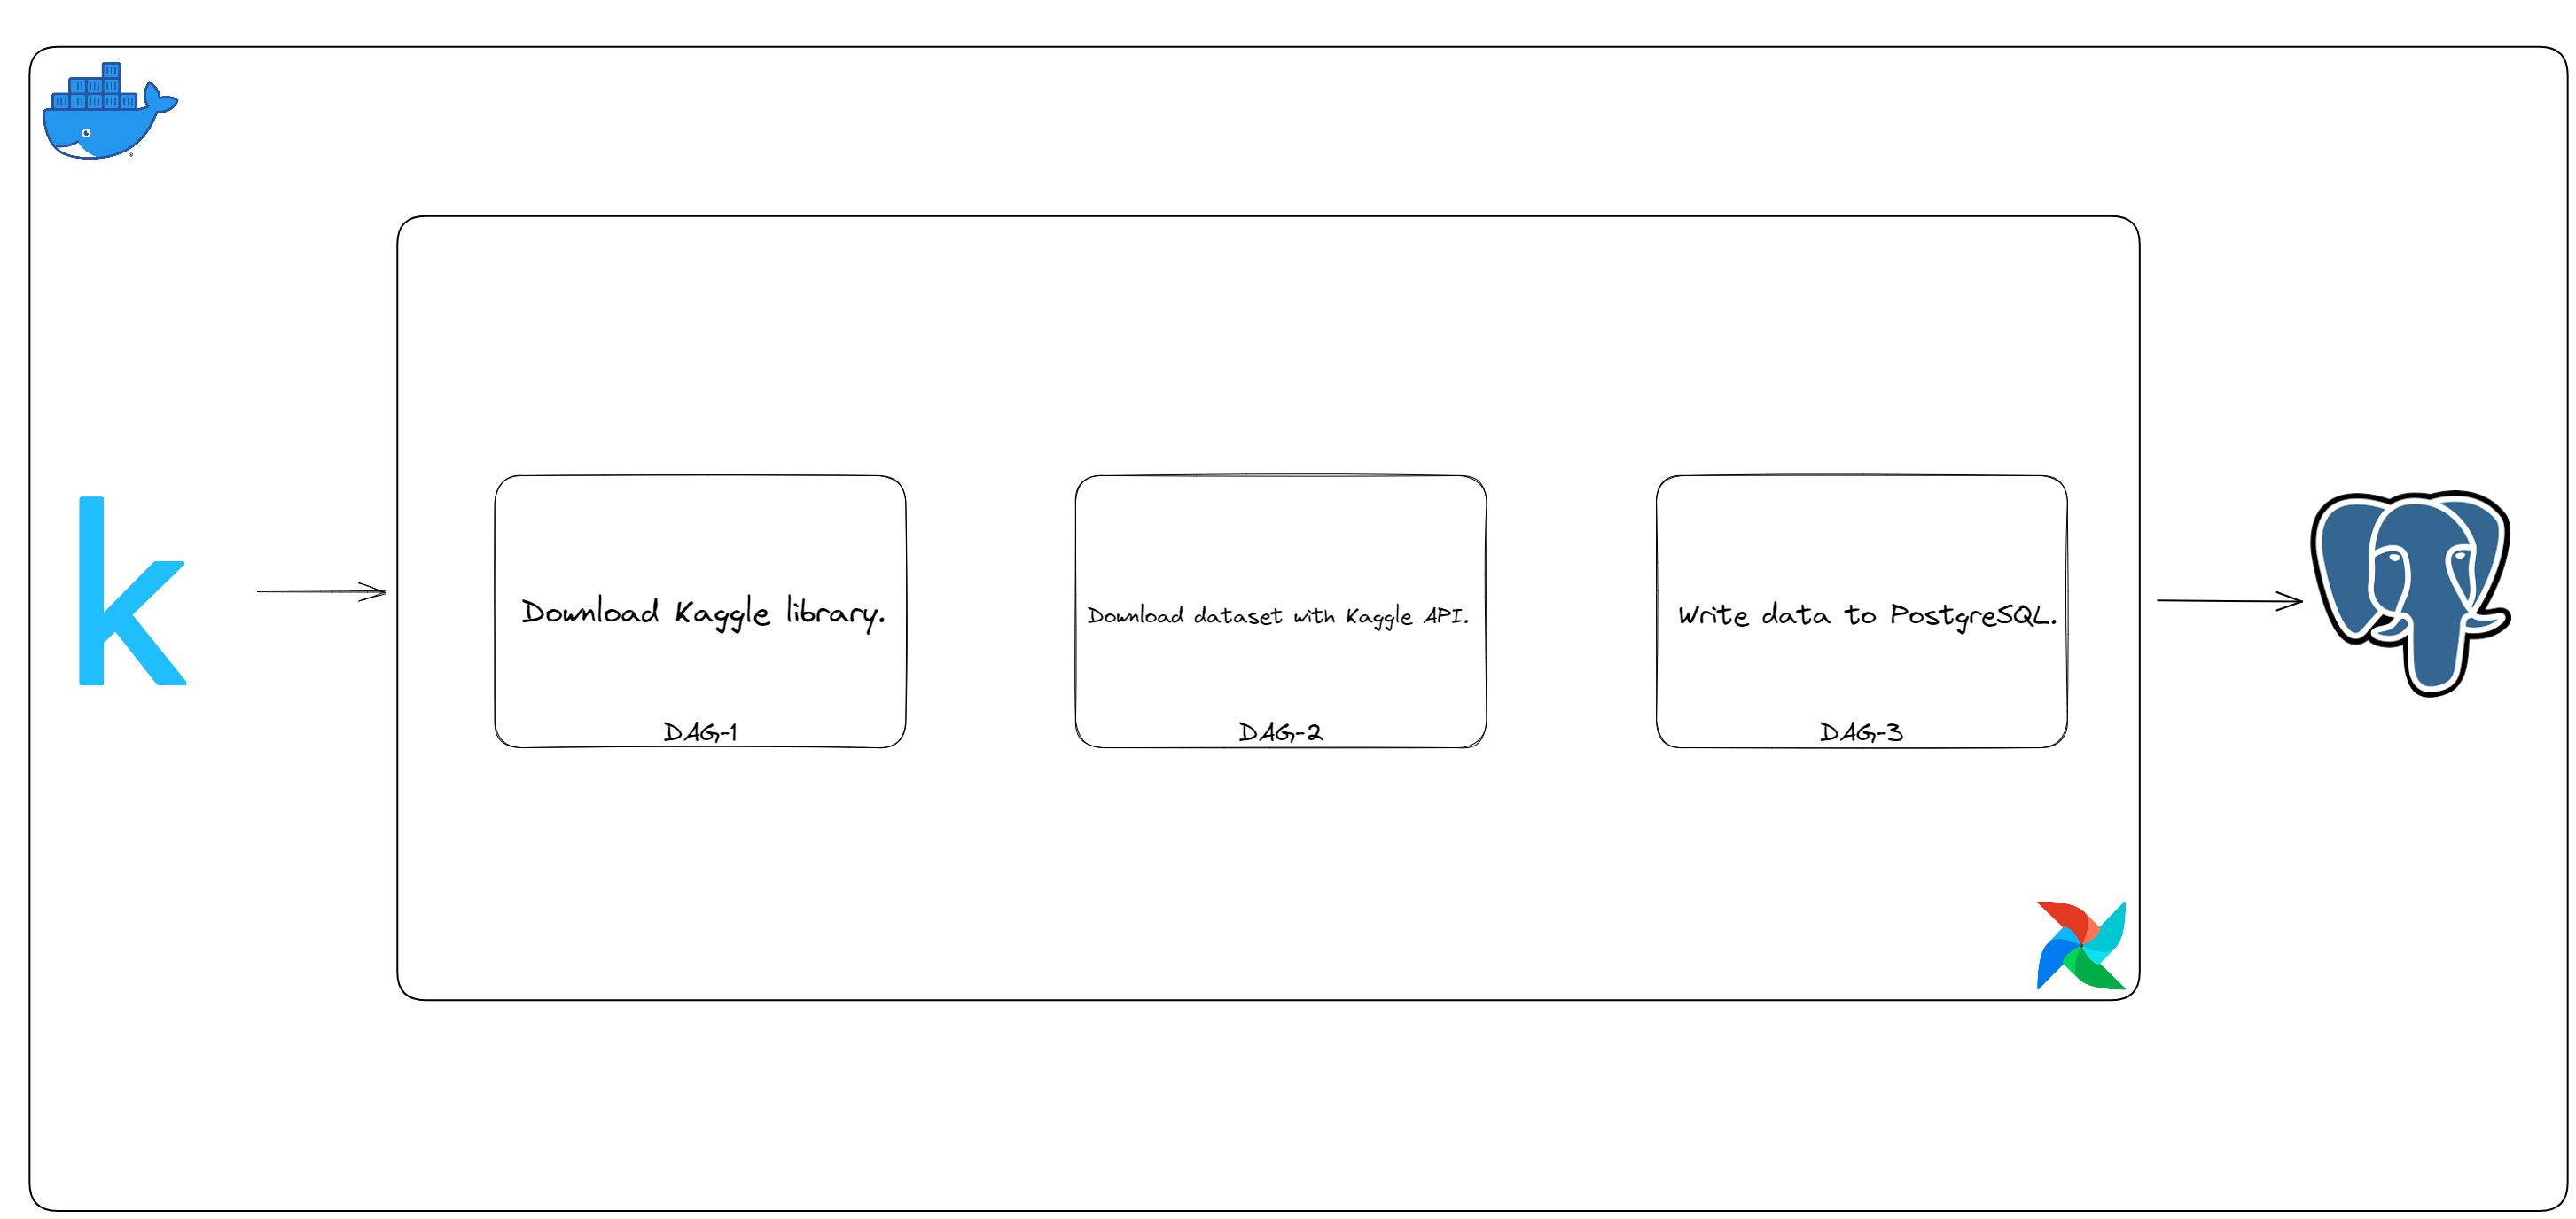 k
Download Kaggle library.
DAG-1
Download dataset with Kaggle API.
DAG-2
Write data to PostgreSQL.
DAG-3